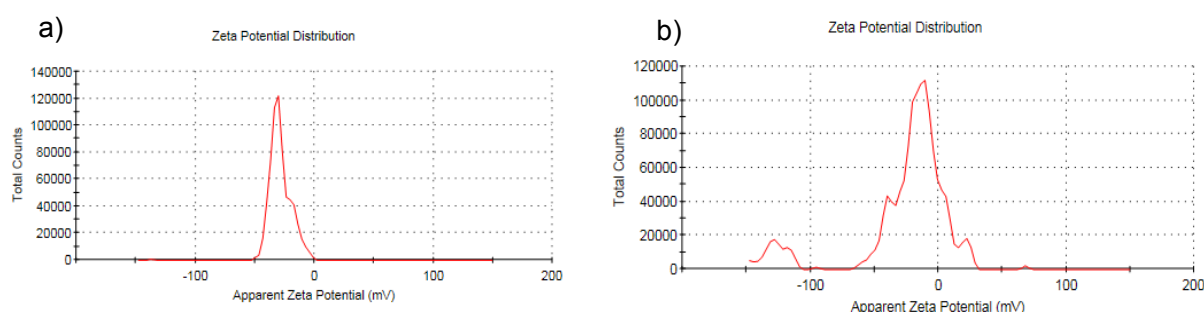 a)
Zeta Potential Distribution
140000
120000
100000
80000
60000
40000
20000
0
Total Counts
-100 0 100 200
Apparent Zeta Potential (mV)
b)
Zeta Potential Distribution
120000
100000
80000
60000
40000
20000
0
Total Counts
-100 0 100 200
Apparent Zeta Potential (mV)